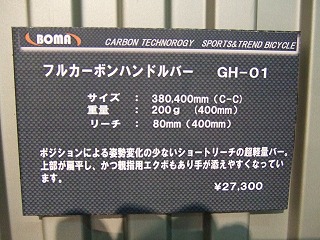 BOMA
CARBON TECHNOROGY SPORTS&TREND BICYCLE
フルカーボンハンドルバー GH-01
サイズ : 380,400mm (C-C)
重量 : 200g (400mm)
リーチ : 80mm (400mm)
ポジションによる姿勢変化の少ないショートリーチの超軽量バー。
上部が扁平し、かつ親指用エクボもあり手が添えやすくなってい
ます。
¥27,300